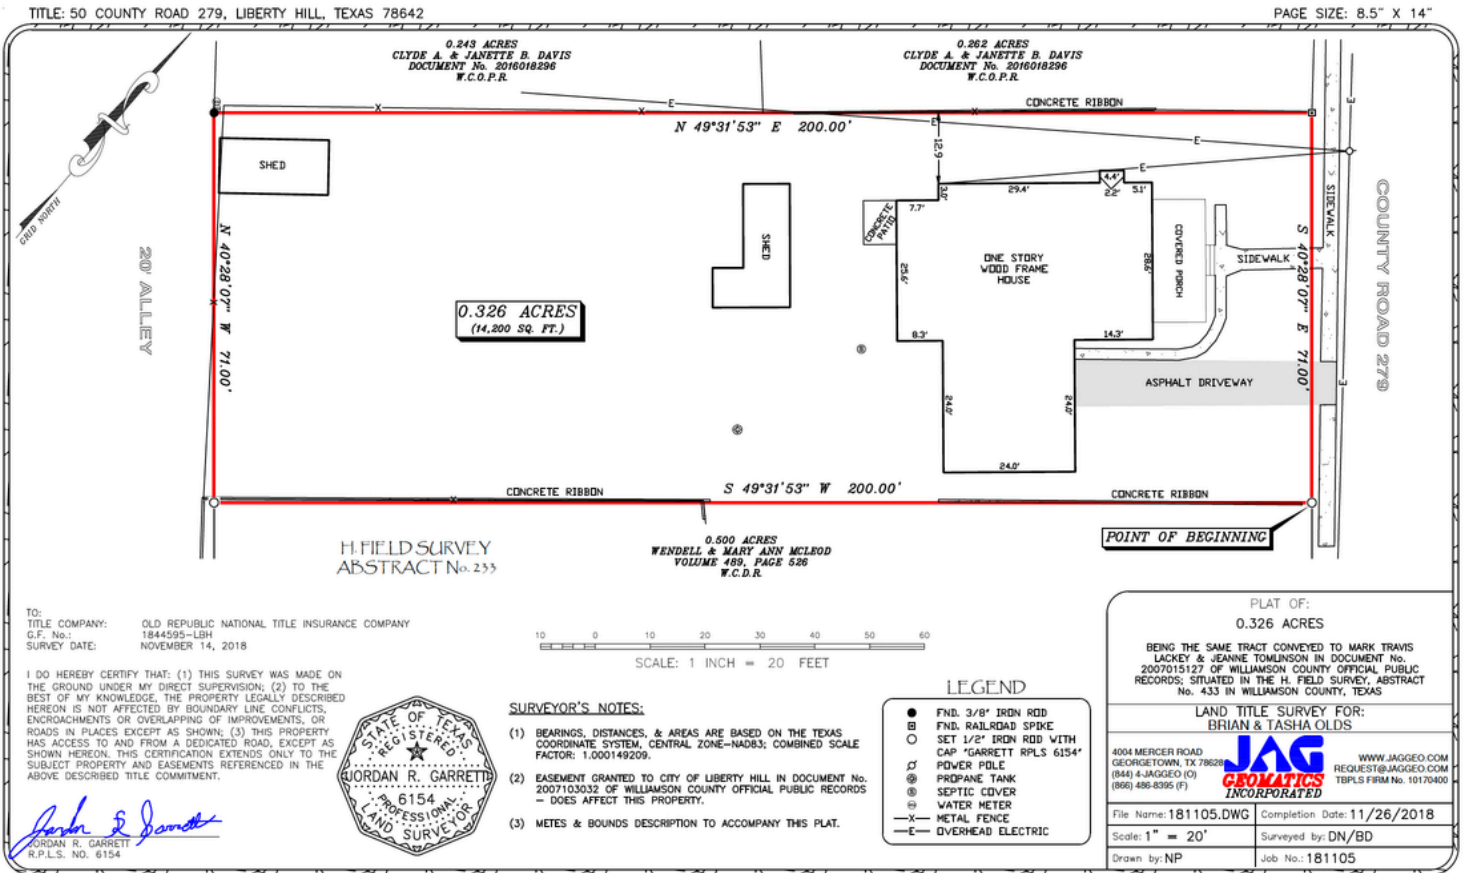 TITLE: 50 COUNTY ROAD 279, LIBERTY HILL, TEXAS 78642
PAGE SIZE: 8.5" X 14"
0.243 ACRES
CLYDE A. & JANETTE B. DAVIS
DOCUMENT No. 2016018296
W.C.O.P.R.
0.262 ACRES
CLYDE A. & JANETTE B. DAVIS
DOCUMENT No. 2016018296
W.C.O.P.R.
GRID NORTH
CONCRETE RIBBON
X
X
X
E
E
E
E
E
E
N 49°31'53" E 200.00'
12.9
SHED
SHED
20' ALLEY
N 40°28'07" W 71.00'
X
0.326 ACRES
(14,200 SQ. FT.)
CONCRETE
PATIO
7.7'
3.0'
29.4'
4.4'
2.2'
5.1'
25.6'
28.6'
8.3'
14.3'
24.0'
24.0'
24.0'
ONE STORY
WOOD FRAME
HOUSE
COVERED PORCH
SIDEWALK
SIDEWALK
S 40°28'07" E 71.00'
COUNTY ROAD 279
ASPHALT DRIVEWAY
S
CONCRETE RIBBON
X
S 49°31'53" W 200.00'
CONCRETE RIBBON
POINT OF BEGINNING
0.500 ACRES
WENDELL & MARY ANN MCLEOD
VOLUME 489, PAGE 526
W.C.D.R.
H. FIELD SURVEY
ABSTRACT No. 233
TO:
TITLE COMPANY: OLD REPUBLIC NATIONAL TITLE INSURANCE COMPANY
G.F. No.: 1844595-LBH
SURVEY DATE: NOVEMBER 14, 2018
I DO HEREBY CERTIFY THAT: (1) THIS SURVEY WAS MADE ON
THE GROUND UNDER MY DIRECT SUPERVISION; (2) TO THE
BEST OF MY KNOWLEDGE, THE PROPERTY LEGALLY DESCRIBED
HEREON IS NOT AFFECTED BY BOUNDARY LINE CONFLICTS,
ENCROACHMENTS OR OVERLAPPING OF IMPROVEMENTS, OR
ROADS IN PLACES EXCEPT AS SHOWN; (3) THIS PROPERTY
HAS ACCESS TO AND FROM A DEDICATED ROAD, EXCEPT AS
SHOWN HEREON. THIS CERTIFICATION EXTENDS ONLY TO THE
SUBJECT PROPERTY AND EASEMENTS REFERENCED IN THE
ABOVE DESCRIBED TITLE COMMITMENT.
Jordan R Garrett
JORDAN R. GARRETT
R.P.L.S. NO. 6154
STATE OF TEXAS
REGISTERED
JORDAN R. GARRETT
6154
PROFESSIONAL
LAND SURVEYOR
10 0 10 20 30 40 50 60
SCALE: 1 INCH = 20 FEET
SURVEYOR'S NOTES:
(1) BEARINGS, DISTANCES, & AREAS ARE BASED ON THE TEXAS
COORDINATE SYSTEM, CENTRAL ZONE-NAD83; COMBINED SCALE
FACTOR: 1.000149209.
(2) EASEMENT GRANTED TO CITY OF LIBERTY HILL IN DOCUMENT No.
2007103032 OF WILLIAMSON COUNTY OFFICIAL PUBLIC RECORDS
- DOES AFFECT THIS PROPERTY.
(3) METES & BOUNDS DESCRIPTION TO ACCOMPANY THIS PLAT.
LEGEND
FND. 3/8" IRON ROD
FND. RAILROAD SPIKE
SET 1/2" IRON ROD WITH
CAP "GARRETT RPLS 6154"
POWER POLE
PROPANE TANK
SEPTIC COVER
WATER METER
X METAL FENCE
E OVERHEAD ELECTRIC
PLAT OF:
0.326 ACRES
BEING THE SAME TRACT CONVEYED TO MARK TRAVIS
LACKEY & JEANNE TOMLINSON IN DOCUMENT No.
2007015127 OF WILLIAMSON COUNTY OFFICIAL PUBLIC
RECORDS; SITUATED IN THE H. FIELD SURVEY, ABSTRACT
No. 433 IN WILLIAMSON COUNTY, TEXAS
LAND TITLE SURVEY FOR:
BRIAN & TASHA OLDS
4004 MERCER ROAD
GEORGETOWN, TX 78628
(844) 4-JAGGEO (O)
(866) 486-8395 (F)
JAG
GEOMATICS
INCORPORATED
WWW.JAGGEO.COM
REQUEST@JAGGEO.COM
TBPLS FIRM No. 10170400
File Name: 181105.DWG
Completion Date: 11/26/2018
Scale: 1" = 20'
Surveyed by: DN/BD
Drawn by: NP
Job No.: 181105